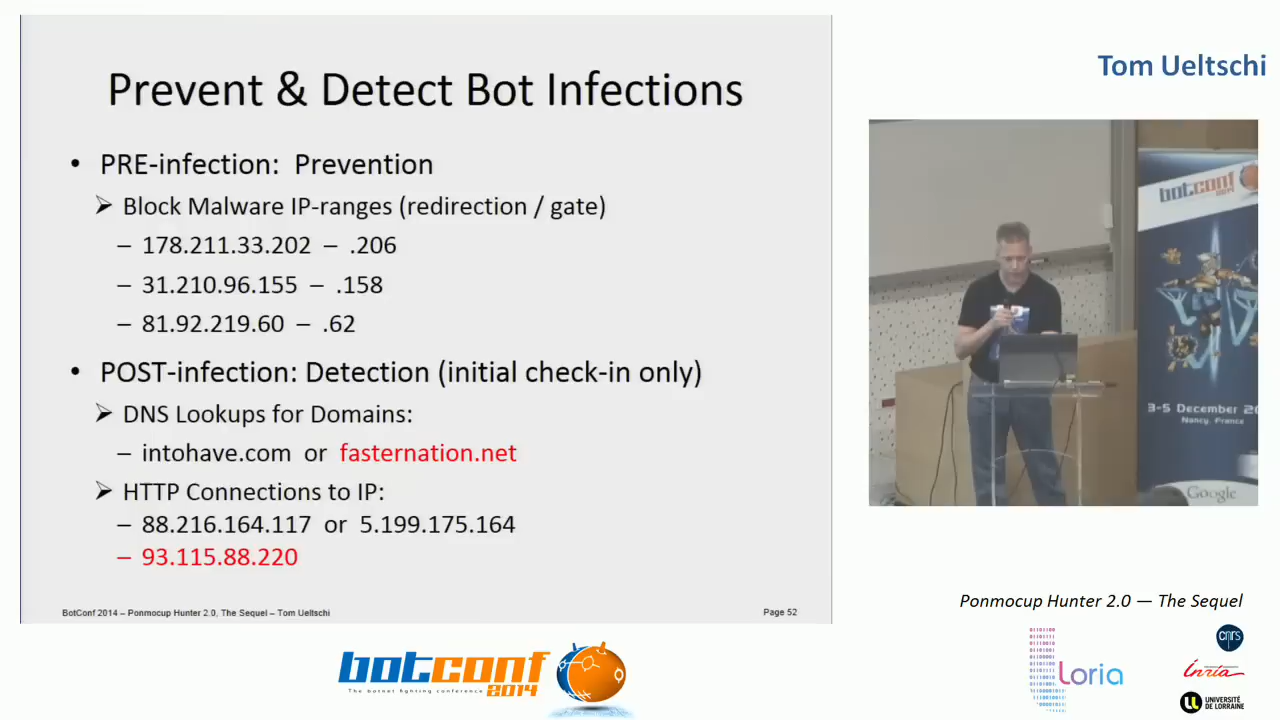 Prevent & Detect Bot Infections
• PRE-infection: Prevention
➢ Block Malware IP-ranges (redirection / gate)
– 178.211.33.202 – .206
– 31.210.96.155 – .158
– 81.92.219.60 – .62
• POST-infection: Detection (initial check-in only)
➢ DNS Lookups for Domains:
– intohave.com or fasternation.net
➢ HTTP Connections to IP:
– 88.216.164.117 or 5.199.175.164
– 93.115.88.220
BotConf 2014 – Ponmocup Hunter 2.0, The Sequel – Tom Ueltschi
Page 52
Tom Ueltschi
botconf
3-5 December 20
Nancy, France
Google
Ponmocup Hunter 2.0 — The Sequel
botconf
2014
The botnet fighting conference
Loria
cnrs
Inria
UNIVERSITÉ
DE LORRAINE